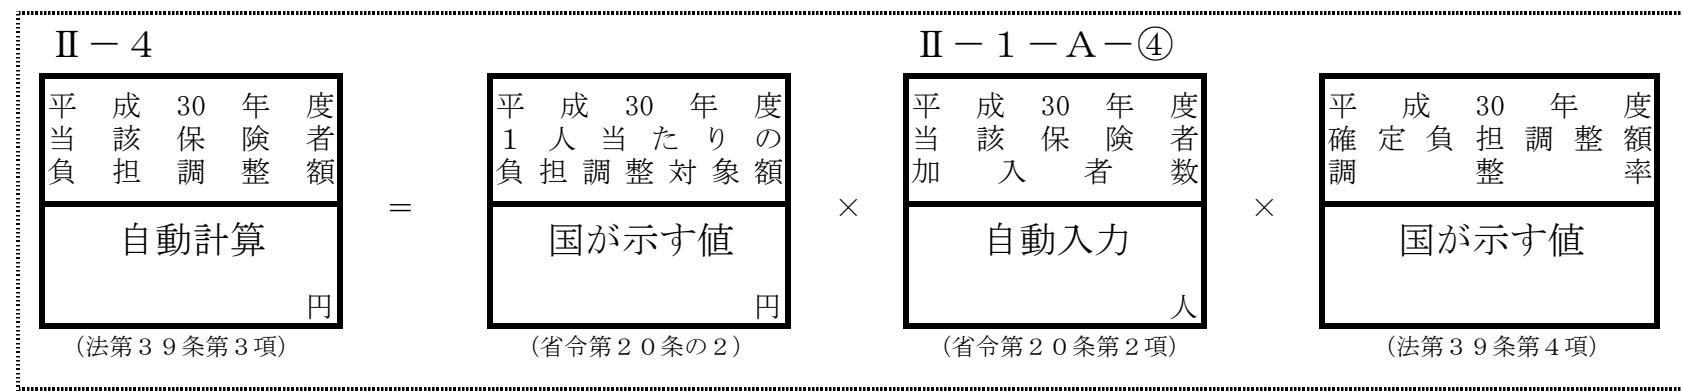 Ⅱ－４
平成30年度
当該保険者
負担調整額
自動計算
円
（法第３９条第３項）
＝
平成30年度
１人当たりの
負担調整対象額
国が示す値
円
（省令第２０条の２）
×
Ⅱ－１－Ａ－④
平成30年度
当該保険者
加入者数
自動入力
人
（省令第２０条第２項）
×
平成30年度
確定負担調整額
調整率
国が示す値
（法第３９条第４項）